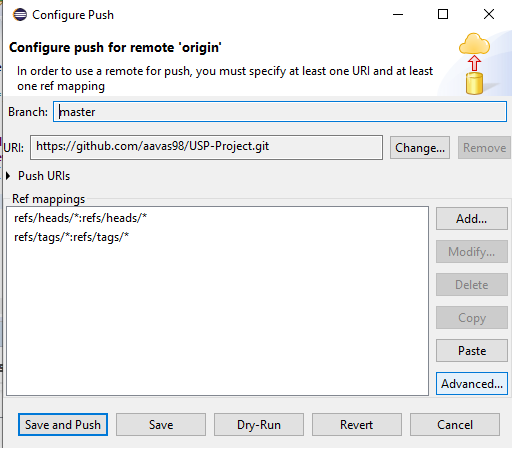 Configure Push
Configure push for remote 'origin'
In order to use a remote for push, you must specify at least one URI and at least
one ref mapping
Branch: master
URI: https://github.com/aavas98/USP-Project.git Change... Remove
Push URIs
Ref mappings
refs/heads/*:refs/heads/*
refs/tags/*:refs/tags/*
Add...
Modify...
Delete
Copy
Paste
Advanced...
Save and Push Save Dry-Run Revert Cancel